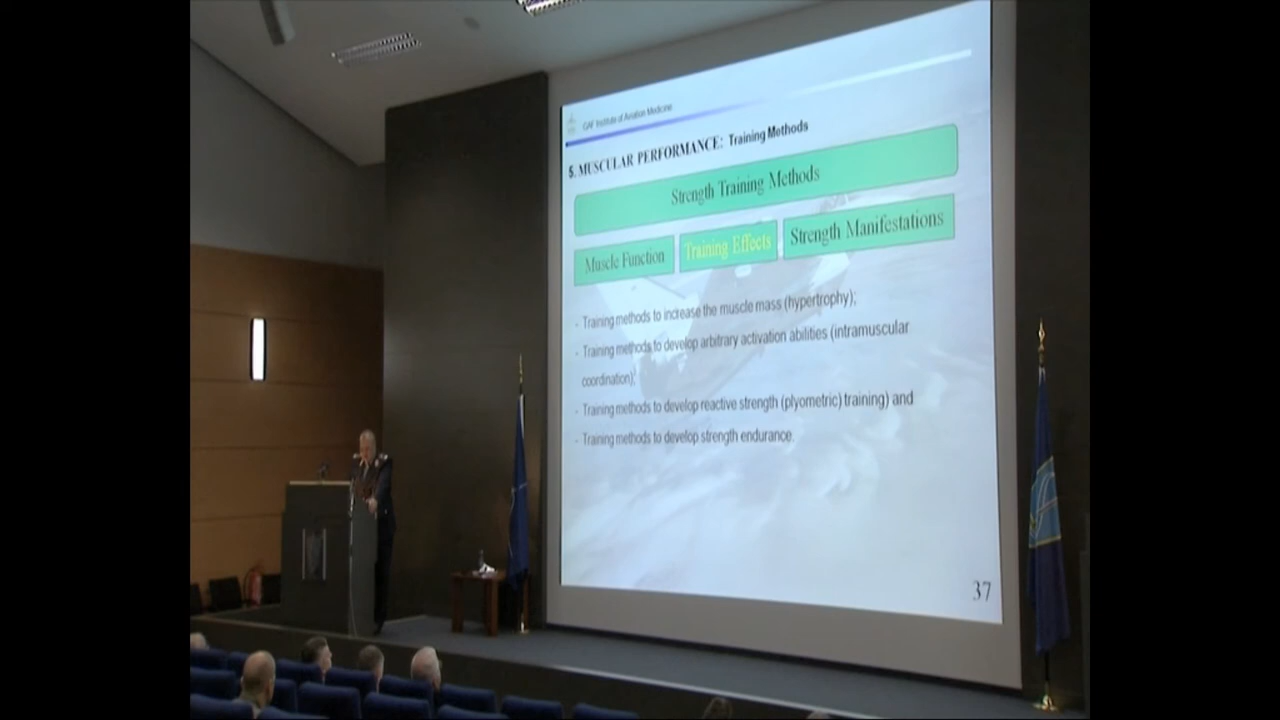 GAF Institute of Aviation Medicine
5. MUSCULAR PERFORMANCE: Training Methods
Strength Training Methods
Muscle Function
Training Effects
Strength Manifestations
- Training methods to increase the muscle mass (hypertrophy);
- Training methods to develop arbitrary activation abilities (intramuscular
coordination);
- Training methods to develop reactive strength (plyometric) training) and
- Training methods to develop strength endurance.
37